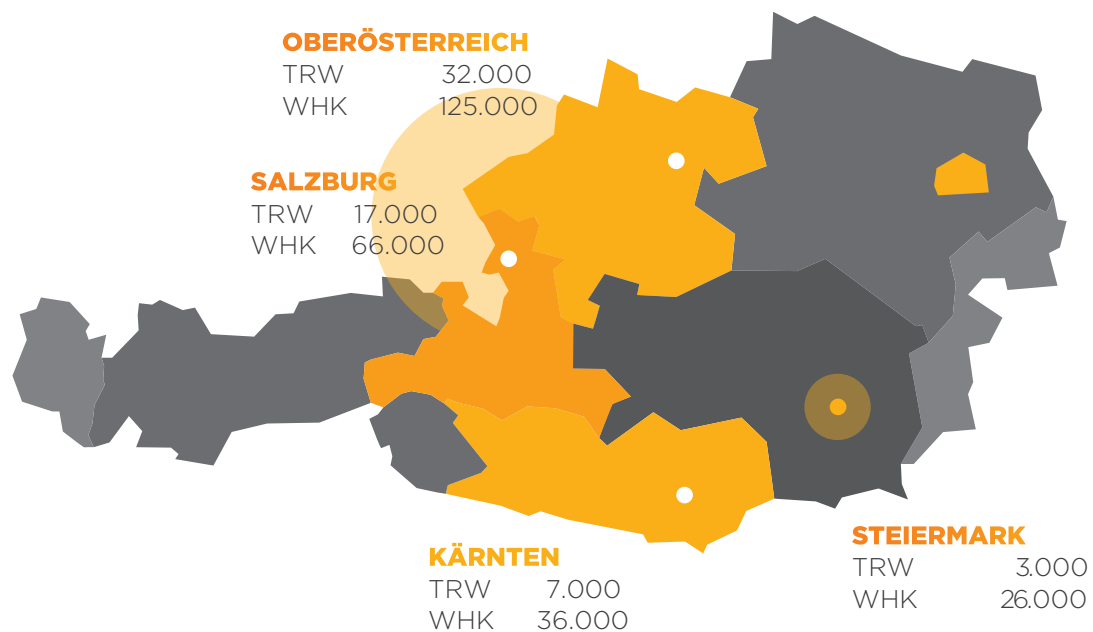 OBERÖSTERREICH
TRW 32.000
WHK 125.000
SALZBURG
TRW 17.000
WHK 66.000
KÄRNTEN
TRW 7.000
WHK 36.000
STEIERMARK
TRW 3.000
WHK 26.000